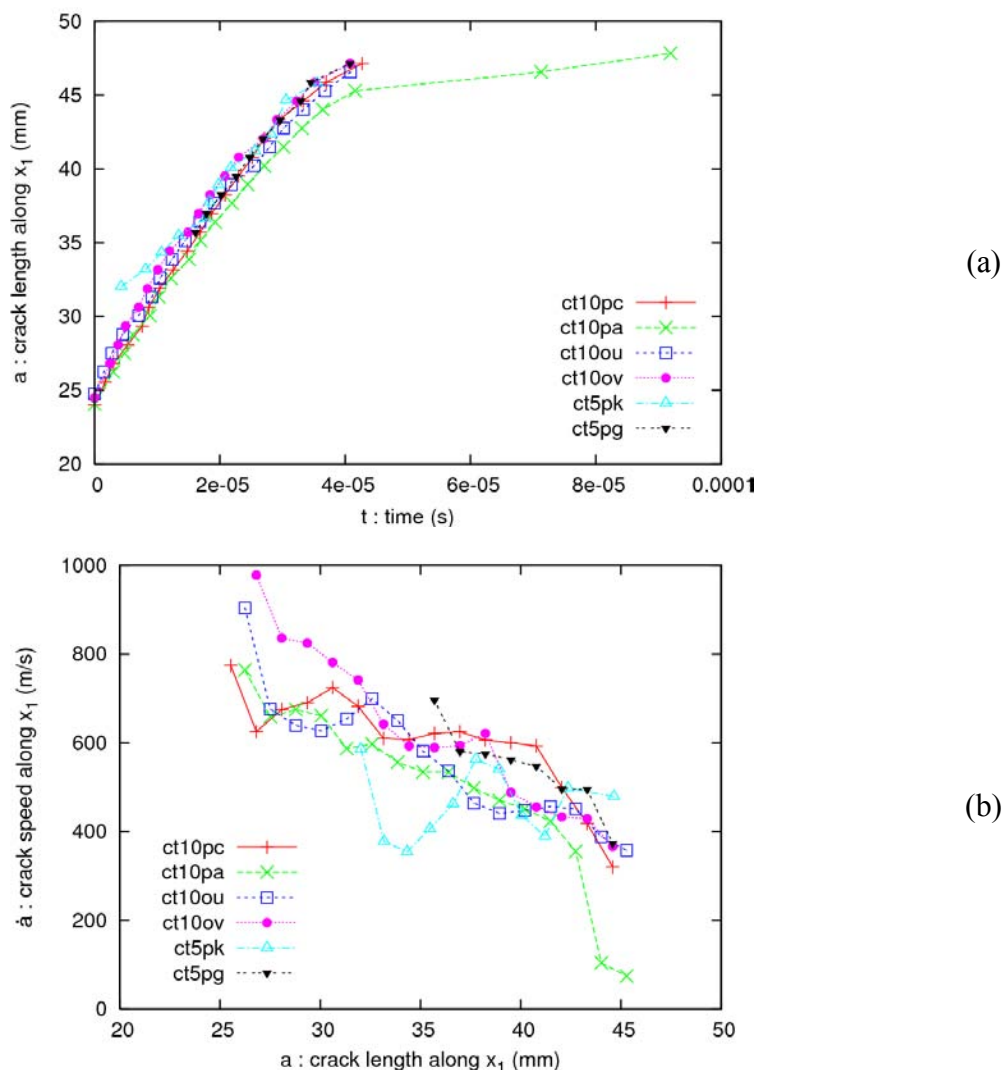 50
45
40
35
30
25
20
a : crack length along x1 (mm)
(a)
ct10pc
ct10pa
ct10ou
ct10ov
ct5pk
ct5pg
0
2e-05
4e-05
6e-05
8e-05
0.0001
t : time (s)
1000
800
600
400
200
0
ȧ : crack speed along x1 (m/s)
(b)
ct10pc
ct10pa
ct10ou
ct10ov
ct5pk
ct5pg
20
25
30
35
40
45
50
a : crack length along x1 (mm)